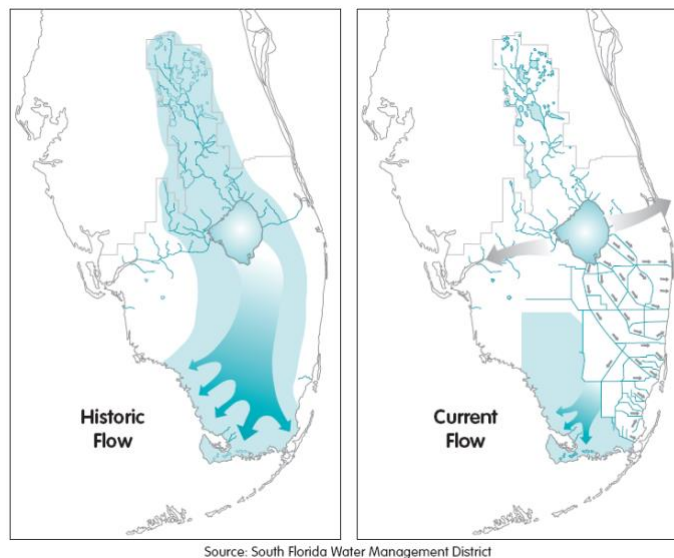 Historic
Flow
Current
Flow
Source: South Florida Water Management District